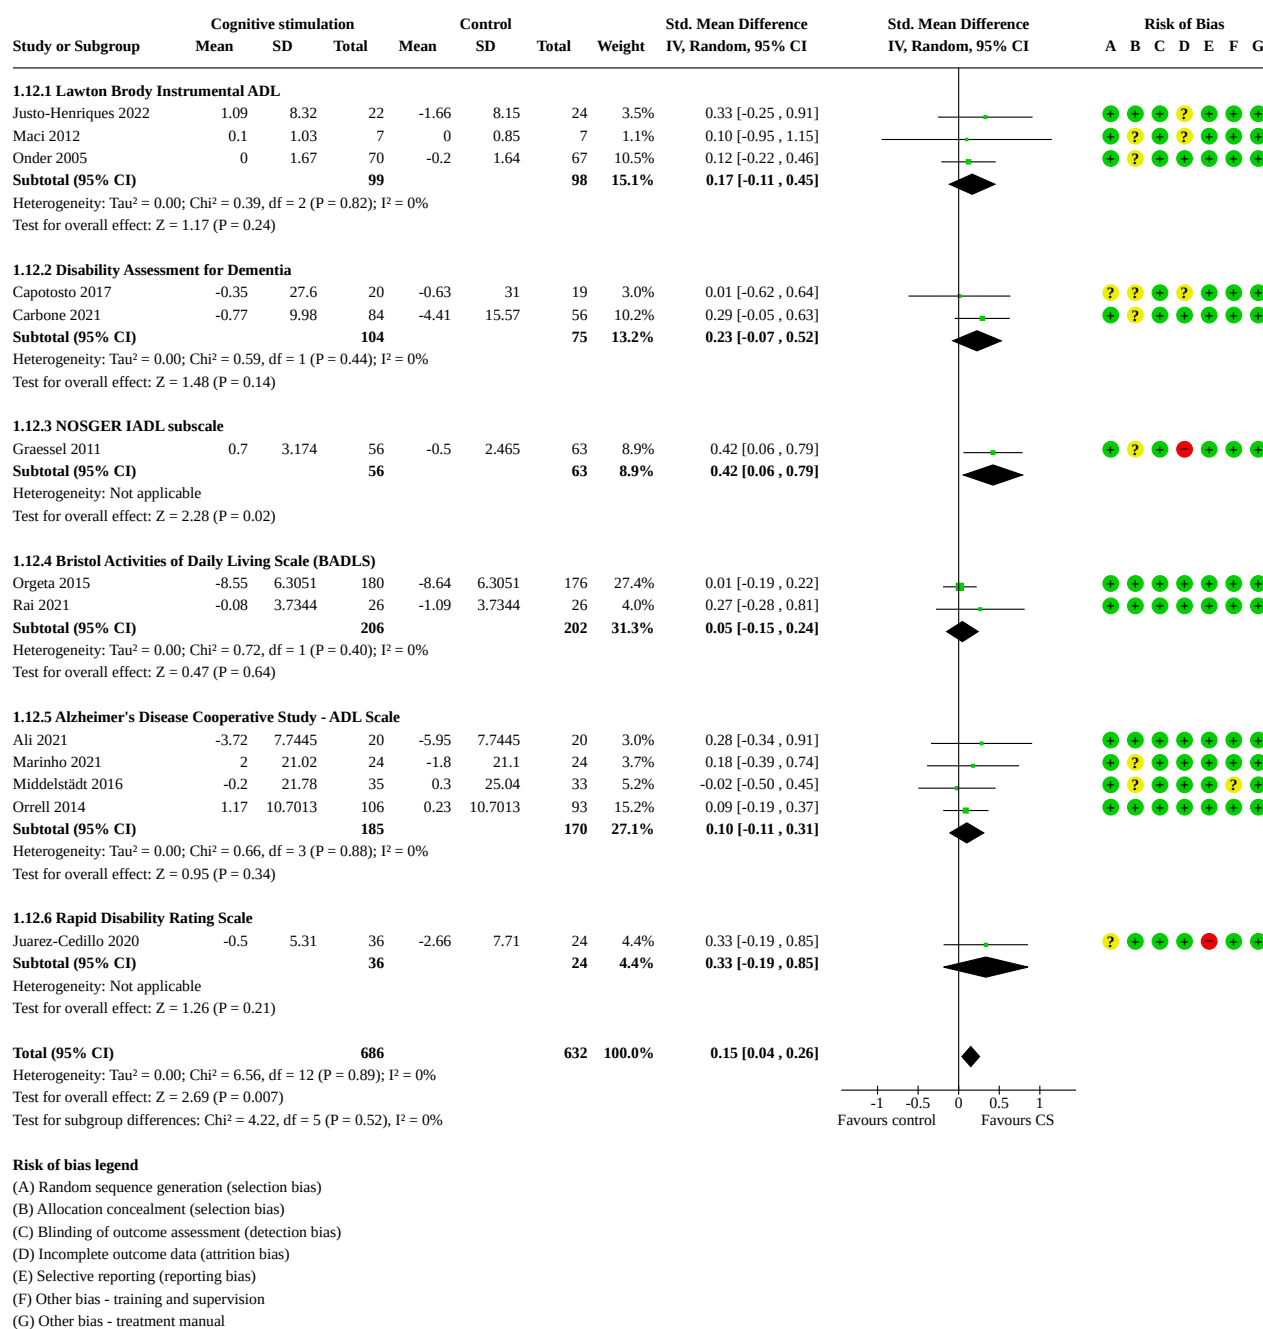 Cognitive stimulation Control Std. Mean Difference Std. Mean Difference Risk of Bias
Study or Subgroup Mean SD Total Mean SD Total Weight IV, Random, 95% CI IV, Random, 95% CI A B C D E F G
1.12.1 Lawton Brody Instrumental ADL
Justo-Henriques 2022 1.09 8.32 22 -1.66 8.15 24 3.5% 0.33 [-0.25 , 0.91] + + + ? + + +
Maci 2012 0.1 1.03 7 0 0.85 7 1.1% 0.10 [-0.95 , 1.15] + ? + ? + + +
Onder 2005 0 1.67 70 -0.2 1.64 67 10.5% 0.12 [-0.22 , 0.46] + ? + + + + +
Subtotal (95% CI) 99 98 15.1% 0.17 [-0.11 , 0.45]
Heterogeneity: Tau² = 0.00; Chi² = 0.39, df = 2 (P = 0.82); I² = 0%
Test for overall effect: Z = 1.17 (P = 0.24)
1.12.2 Disability Assessment for Dementia
Capotosto 2017 -0.35 27.6 20 -0.63 31 19 3.0% 0.01 [-0.62 , 0.64] ? ? + ? + + +
Carbone 2021 -0.77 9.98 84 -4.41 15.57 56 10.2% 0.29 [-0.05 , 0.63] + ? + + + + +
Subtotal (95% CI) 104 75 13.2% 0.23 [-0.07 , 0.52]
Heterogeneity: Tau² = 0.00; Chi² = 0.59, df = 1 (P = 0.44); I² = 0%
Test for overall effect: Z = 1.48 (P = 0.14)
1.12.3 NOSGER IADL subscale
Graessel 2011 0.7 3.174 56 -0.5 2.465 63 8.9% 0.42 [0.06 , 0.79] + ? + − + + +
Subtotal (95% CI) 56 63 8.9% 0.42 [0.06 , 0.79]
Heterogeneity: Not applicable
Test for overall effect: Z = 2.28 (P = 0.02)
1.12.4 Bristol Activities of Daily Living Scale (BADLS)
Orgeta 2015 -8.55 6.3051 180 -8.64 6.3051 176 27.4% 0.01 [-0.19 , 0.22] + + + + + + +
Rai 2021 -0.08 3.7344 26 -1.09 3.7344 26 4.0% 0.27 [-0.28 , 0.81] + + + + + + +
Subtotal (95% CI) 206 202 31.3% 0.05 [-0.15 , 0.24]
Heterogeneity: Tau² = 0.00; Chi² = 0.72, df = 1 (P = 0.40); I² = 0%
Test for overall effect: Z = 0.47 (P = 0.64)
1.12.5 Alzheimer's Disease Cooperative Study - ADL Scale
Ali 2021 -3.72 7.7445 20 -5.95 7.7445 20 3.0% 0.28 [-0.34 , 0.91] + + + + + + +
Marinho 2021 2 21.02 24 -1.8 21.1 24 3.7% 0.18 [-0.39 , 0.74] + ? + + + + +
Middelstädt 2016 -0.2 21.78 35 0.3 25.04 33 5.2% -0.02 [-0.50 , 0.45] + ? + + + ? +
Orrell 2014 1.17 10.7013 106 0.23 10.7013 93 15.2% 0.09 [-0.19 , 0.37] + + + + + + +
Subtotal (95% CI) 185 170 27.1% 0.10 [-0.11 , 0.31]
Heterogeneity: Tau² = 0.00; Chi² = 0.66, df = 3 (P = 0.88); I² = 0%
Test for overall effect: Z = 0.95 (P = 0.34)
1.12.6 Rapid Disability Rating Scale
Juarez-Cedillo 2020 -0.5 5.31 36 -2.66 7.71 24 4.4% 0.33 [-0.19 , 0.85] ? + + + − + +
Subtotal (95% CI) 36 24 4.4% 0.33 [-0.19 , 0.85]
Heterogeneity: Not applicable
Test for overall effect: Z = 1.26 (P = 0.21)
Total (95% CI) 686 632 100.0% 0.15 [0.04 , 0.26]
Heterogeneity: Tau² = 0.00; Chi² = 6.56, df = 12 (P = 0.89); I² = 0%
Test for overall effect: Z = 2.69 (P = 0.007)
-1 -0.5 0 0.5 1
Test for subgroup differences: Chi² = 4.22, df = 5 (P = 0.52), I² = 0%
Favours control Favours CS
Risk of bias legend
(A) Random sequence generation (selection bias)
(B) Allocation concealment (selection bias)
(C) Blinding of outcome assessment (detection bias)
(D) Incomplete outcome data (attrition bias)
(E) Selective reporting (reporting bias)
(F) Other bias - training and supervision
(G) Other bias - treatment manual